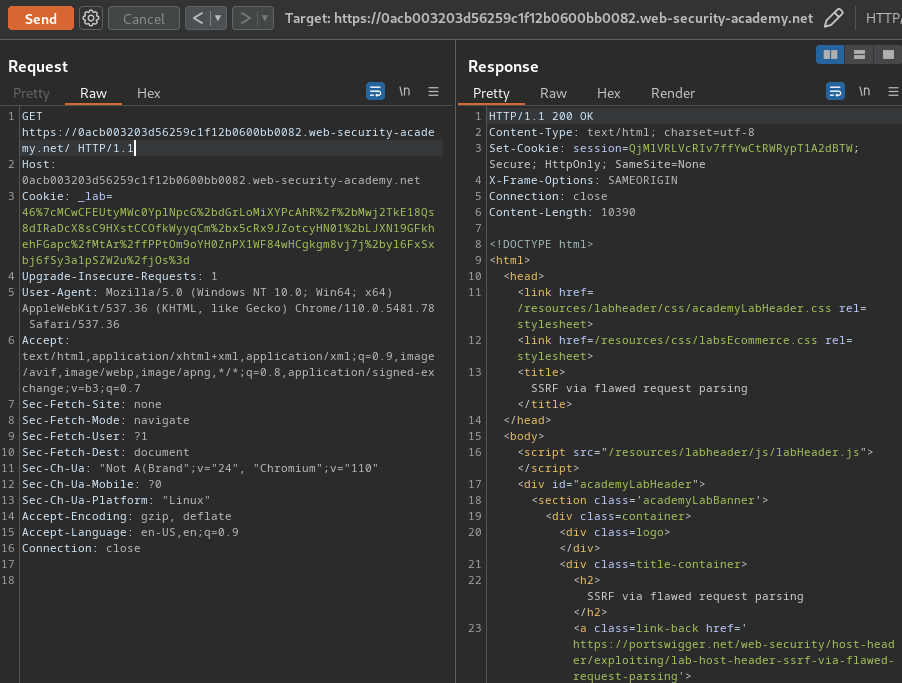 Send
Cancel
Target: https://0acb003203d56259c1f12b0600bb0082.web-security-academy.net
HTTP/
Request
Pretty Raw Hex
\n
1 GET
https://0acb003203d56259c1f12b0600bb0082.web-security-acade
my.net/ HTTP/1.1
2 Host:
0acb003203d56259c1f12b0600bb0082.web-security-academy.net
3 Cookie: _lab=
46%7cMCwCFEUtyMWc0YplNpcG%2bdGrLoMiXYPcAhR%2f%2bMwj2TkE18Qs
8dIRaDcX8sC9HXstCCOfkWyyqCm%2bx5cRx9JZotcyHN01%2bLJXN19GFkh
ehFGapc%2fMtAr%2ffPPtOm9oYH0ZnPX1WF84wHCgkgm8vj7j%2byl6FxSx
bj6fSy3a1pSZW2u%2fjOs%3d
4 Upgrade-Insecure-Requests: 1
5 User-Agent: Mozilla/5.0 (Windows NT 10.0; Win64; x64)
AppleWebKit/537.36 (KHTML, like Gecko) Chrome/110.0.5481.78
Safari/537.36
6 Accept:
text/html,application/xhtml+xml,application/xml;q=0.9,image
/avif,image/webp,image/apng,*/*;q=0.8,application/signed-ex
change;v=b3;q=0.7
7 Sec-Fetch-Site: none
8 Sec-Fetch-Mode: navigate
9 Sec-Fetch-User: ?1
10 Sec-Fetch-Dest: document
11 Sec-Ch-Ua: "Not A(Brand";v="24", "Chromium";v="110"
12 Sec-Ch-Ua-Mobile: ?0
13 Sec-Ch-Ua-Platform: "Linux"
14 Accept-Encoding: gzip, deflate
15 Accept-Language: en-US,en;q=0.9
16 Connection: close
17
18
Response
Pretty Raw Hex Render
\n
1 HTTP/1.1 200 OK
2 Content-Type: text/html; charset=utf-8
3 Set-Cookie: session=QjMlVRLVcRIv7ffYwCtRWRypT1A2dBTW;
Secure; HttpOnly; SameSite=None
4 X-Frame-Options: SAMEORIGIN
5 Connection: close
6 Content-Length: 10390
7
8 <!DOCTYPE html>
9 <html>
10 <head>
11 <link href=
/resources/labheader/css/academyLabHeader.css rel=
stylesheet>
12 <link href=/resources/css/labsEcommerce.css rel=
stylesheet>
13 <title>
SSRF via flawed request parsing
</title>
14 </head>
15 <body>
16 <script src="/resources/labheader/js/labHeader.js">
</script>
17 <div id="academyLabHeader">
18 <section class='academyLabBanner'>
19 <div class=container>
20 <div class=logo>
</div>
21 <div class=title-container>
22 <h2>
SSRF via flawed request parsing
</h2>
23 <a class=link-back href='
https://portswigger.net/web-security/host-head
er/exploiting/lab-host-header-ssrf-via-flawed-
request-parsing'>